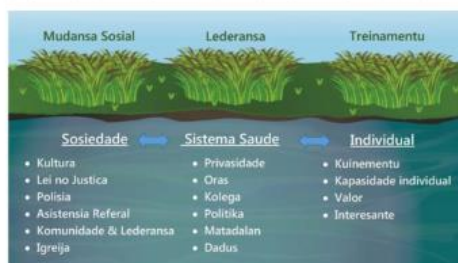 Mudansa Sosial
Lederansa
Treinamentu
Sosiedade
• Kultura
• Lei no Justica
• Polisia
• Asistensia Referal
• Komunidade & Lederansa
• Igreija
Sistema Saude
• Privasidade
• Oras
• Kolega
• Politika
• Matadalan
• Dadus
Individual
• Kuinementu
• Kapasidade individual
• Valor
• Interesante